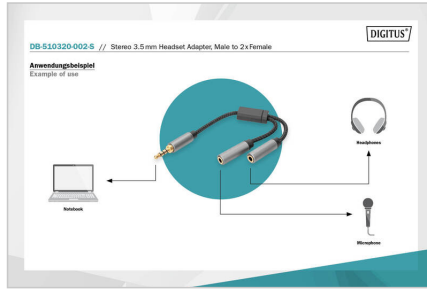 DIGITUS®
DB-510320-002-S // Stereo 3.5 mm Headset Adapter, Male to 2x Female
Anwendungsbeispiel
Example of use
Headphones
Notebook
Microphone